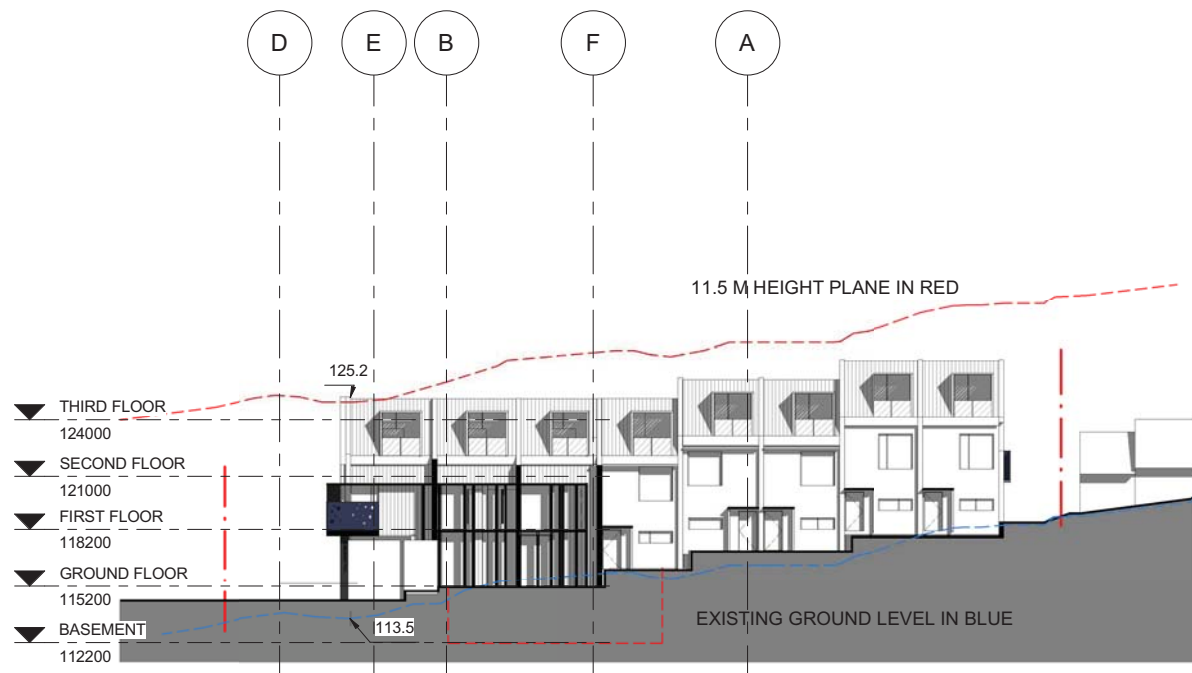 D
E
B
F
A
11.5 M HEIGHT PLANE IN RED
125.2
THIRD FLOOR
124000
SECOND FLOOR
121000
FIRST FLOOR
118200
GROUND FLOOR
115200
BASEMENT
112200
113.5
EXISTING GROUND LEVEL IN BLUE